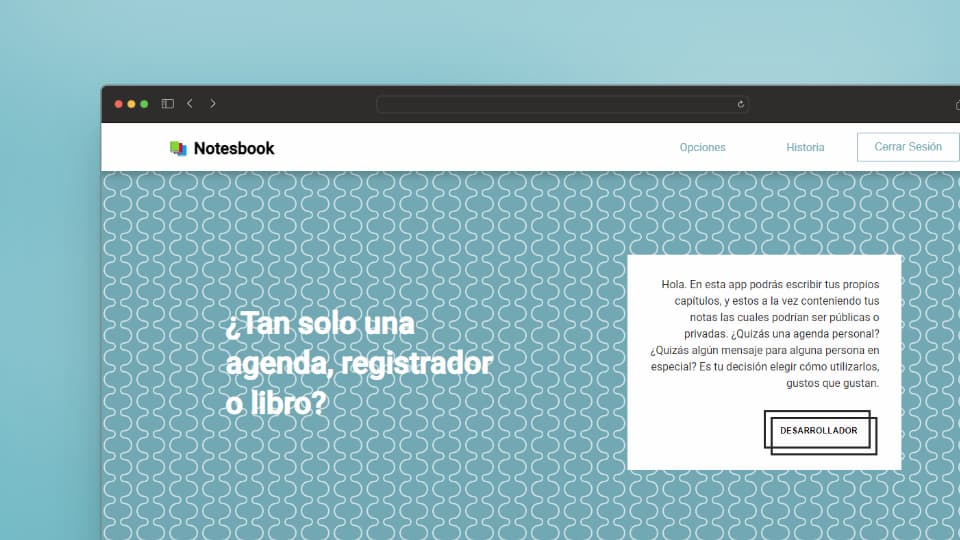 Notesbook
Opciones
Historia
Cerrar Sesión
¿Tan solo una
agenda, registrador
o libro?
Hola. En esta app podrás escribir tus propios
capítulos, y estos a la vez conteniendo tus
notas las cuales podrían ser públicas o
privadas. ¿Quizás una agenda personal?
¿Quizás algún mensaje para alguna persona en
especial? Es tu decisión elegir cómo utilizarlos,
gustos que gustan.
DESARROLLADOR